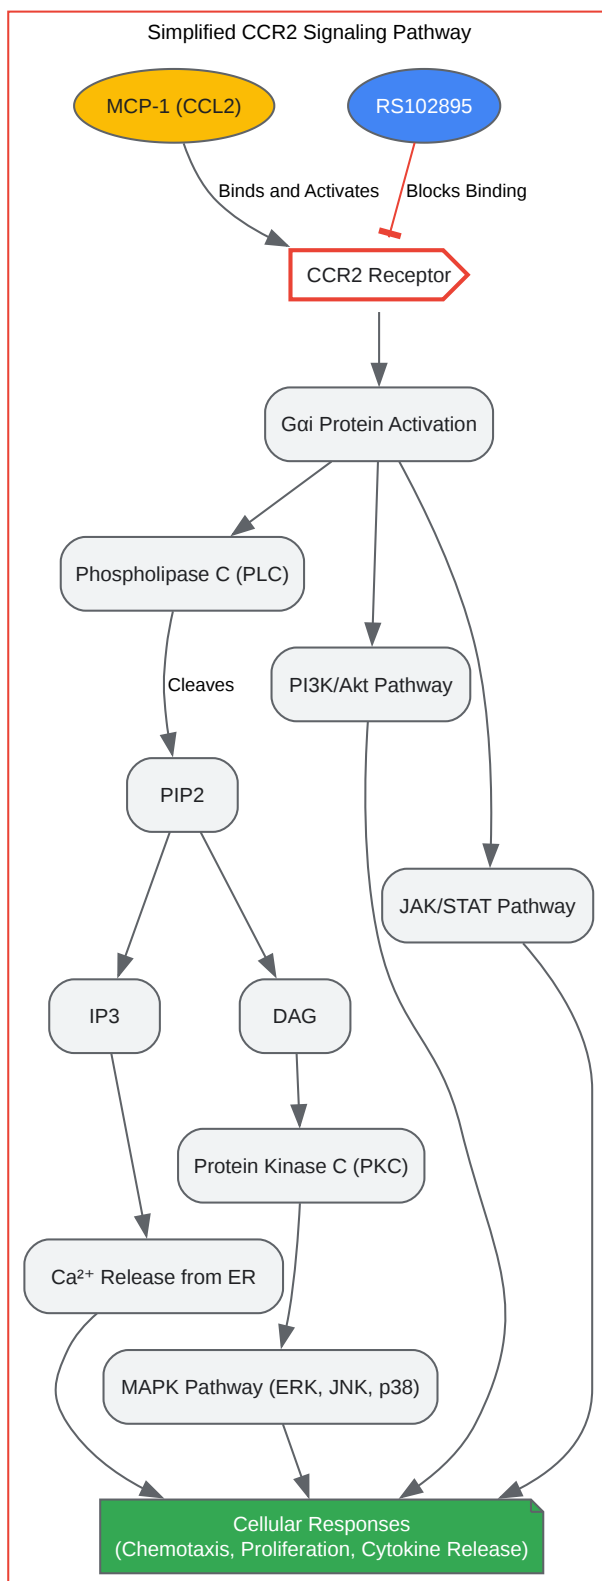 Simplified CCR2 Signaling Pathway
MCP-1 (CCL2)
RS102895
Binds and Activates
Blocks Binding
CCR2 Receptor
Gαi Protein Activation
Phospholipase C (PLC)
Cleaves
PI3K/Akt Pathway
PIP2
JAK/STAT Pathway
IP3
DAG
Protein Kinase C (PKC)
Ca²⁺ Release from ER
MAPK Pathway (ERK, JNK, p38)
Cellular Responses
(Chemotaxis, Proliferation, Cytokine Release)